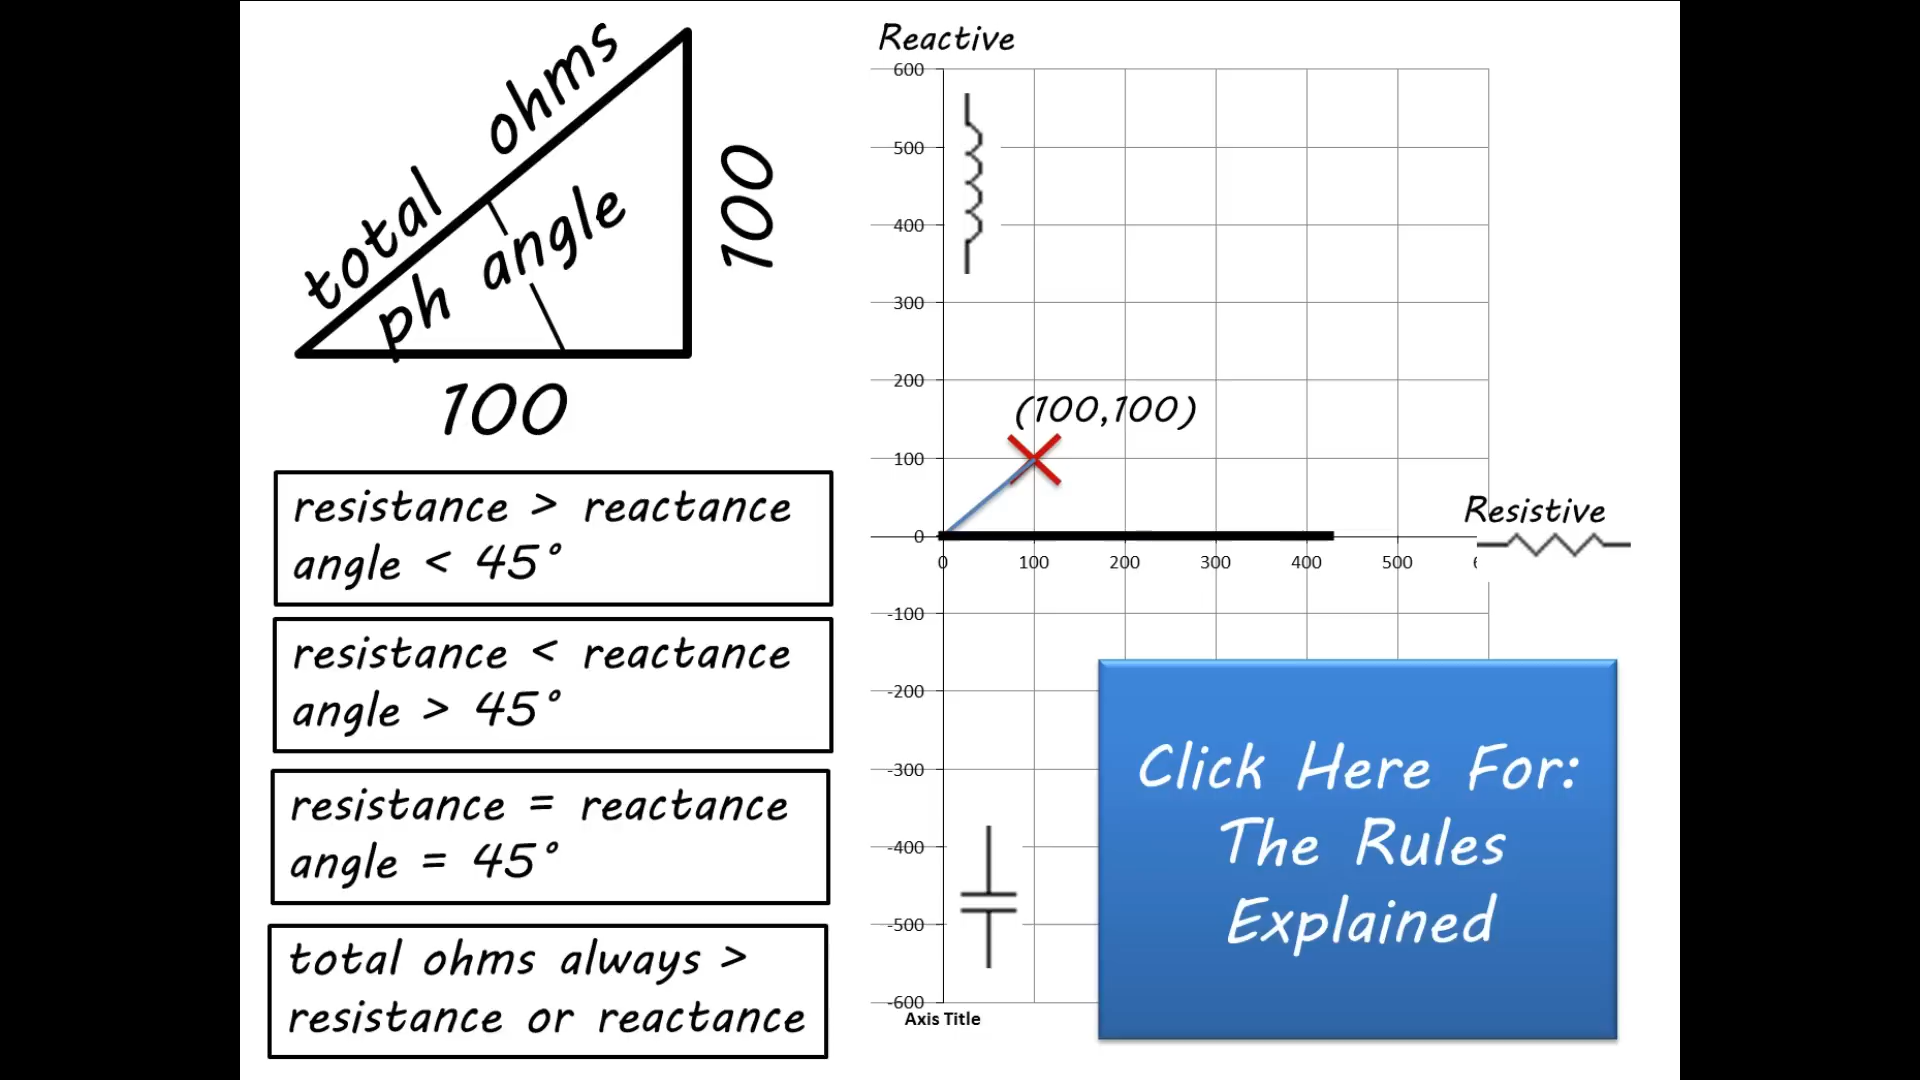 total ohms
ph angle
100
100
resistance > reactance
angle < 45°
resistance < reactance
angle > 45°
resistance = reactance
angle = 45°
total ohms always >
resistance or reactance
Reactive
600
500
400
300
200
(100,100)
100
Resistive
0
0 100 200 300 400 500
-100
-200
-300
-400
-500
-600
Axis Title
Click Here For:
The Rules
Explained